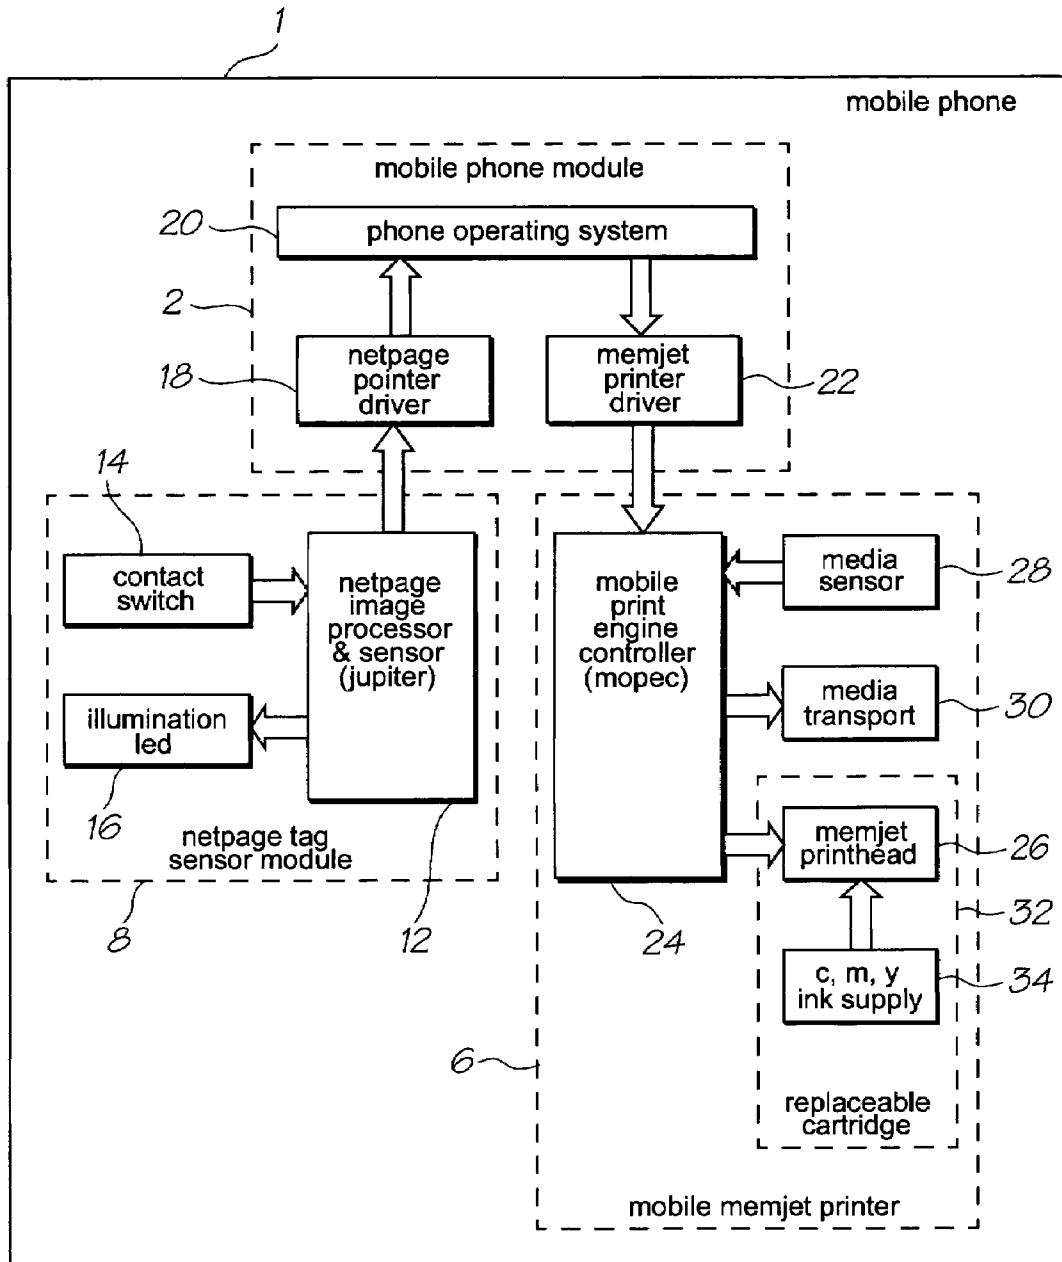 1
mobile phone
mobile phone module
20
phone operating system
2
18
netpage
pointer
driver
memjet
printer
driver
22
14
contact
switch
netpage
image
processor
& sensor
(jupiter)
mobile
print
engine
controller
(mopec)
media
sensor
28
illumination
led
media
transport
30
16
netpage tag
sensor module
memjet
printhead
26
8
12
24
32
c, m, y
ink supply
34
6
replaceable
cartridge
mobile memjet printer